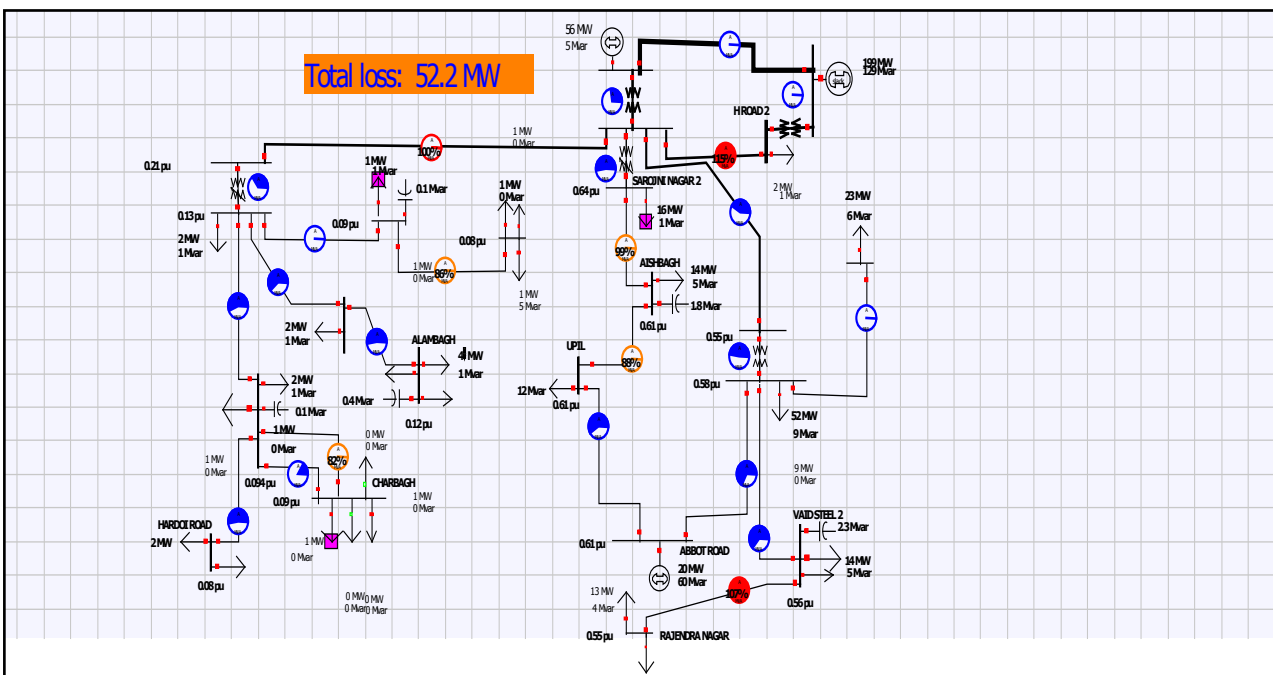 56 MW
5 Mvar
Total loss: 52.2 MW
199 MW
129 Mvar
slack
H ROAD 2
1 MW
0 Mvar
100%
115%
0.21 pu
1 MW
1 Mvar
0.1 Mvar
1 MW
0 Mvar
0.64 pu
SAROJNI NAGAR 2
2 MW
1 Mvar
23 MW
6 Mvar
0.13 pu
0.09 pu
16 MW
1 Mvar
2 MW
1 Mvar
0.08 pu
99%
1 MW
0 Mvar
86%
AISHBAGH
14 MW
5 Mvar
1 MW
5 Mvar
1.8 Mvar
0.61 pu
2 MW
1 Mvar
ALAMBAGH
4 MW
1 Mvar
UPIL
88%
0.55 pu
0.58 pu
2 MW
1 Mvar
0.4 Mvar
12 Mvar
0.61 pu
0.1 Mvar
0.12 pu
52 MW
9 Mvar
1 MW
0 Mvar
0 MW
0 Mvar
1 MW
0 Mvar
82%
9 MW
0 Mvar
0.094 pu
CHARBAGH
0.09 pu
1 MW
0 Mvar
HARDOI ROAD
2 MW
VAID STEEL 2
2.3 Mvar
1 MW
0 Mvar
0.61 pu
ABBOT ROAD
14 MW
5 Mvar
0.08 pu
20 MW
60 Mvar
0 MW
0 MW
0 Mvar
0 Mvar
13 MW
4 Mvar
107%
0.56 pu
0.55 pu
RAJENDRA NAGAR